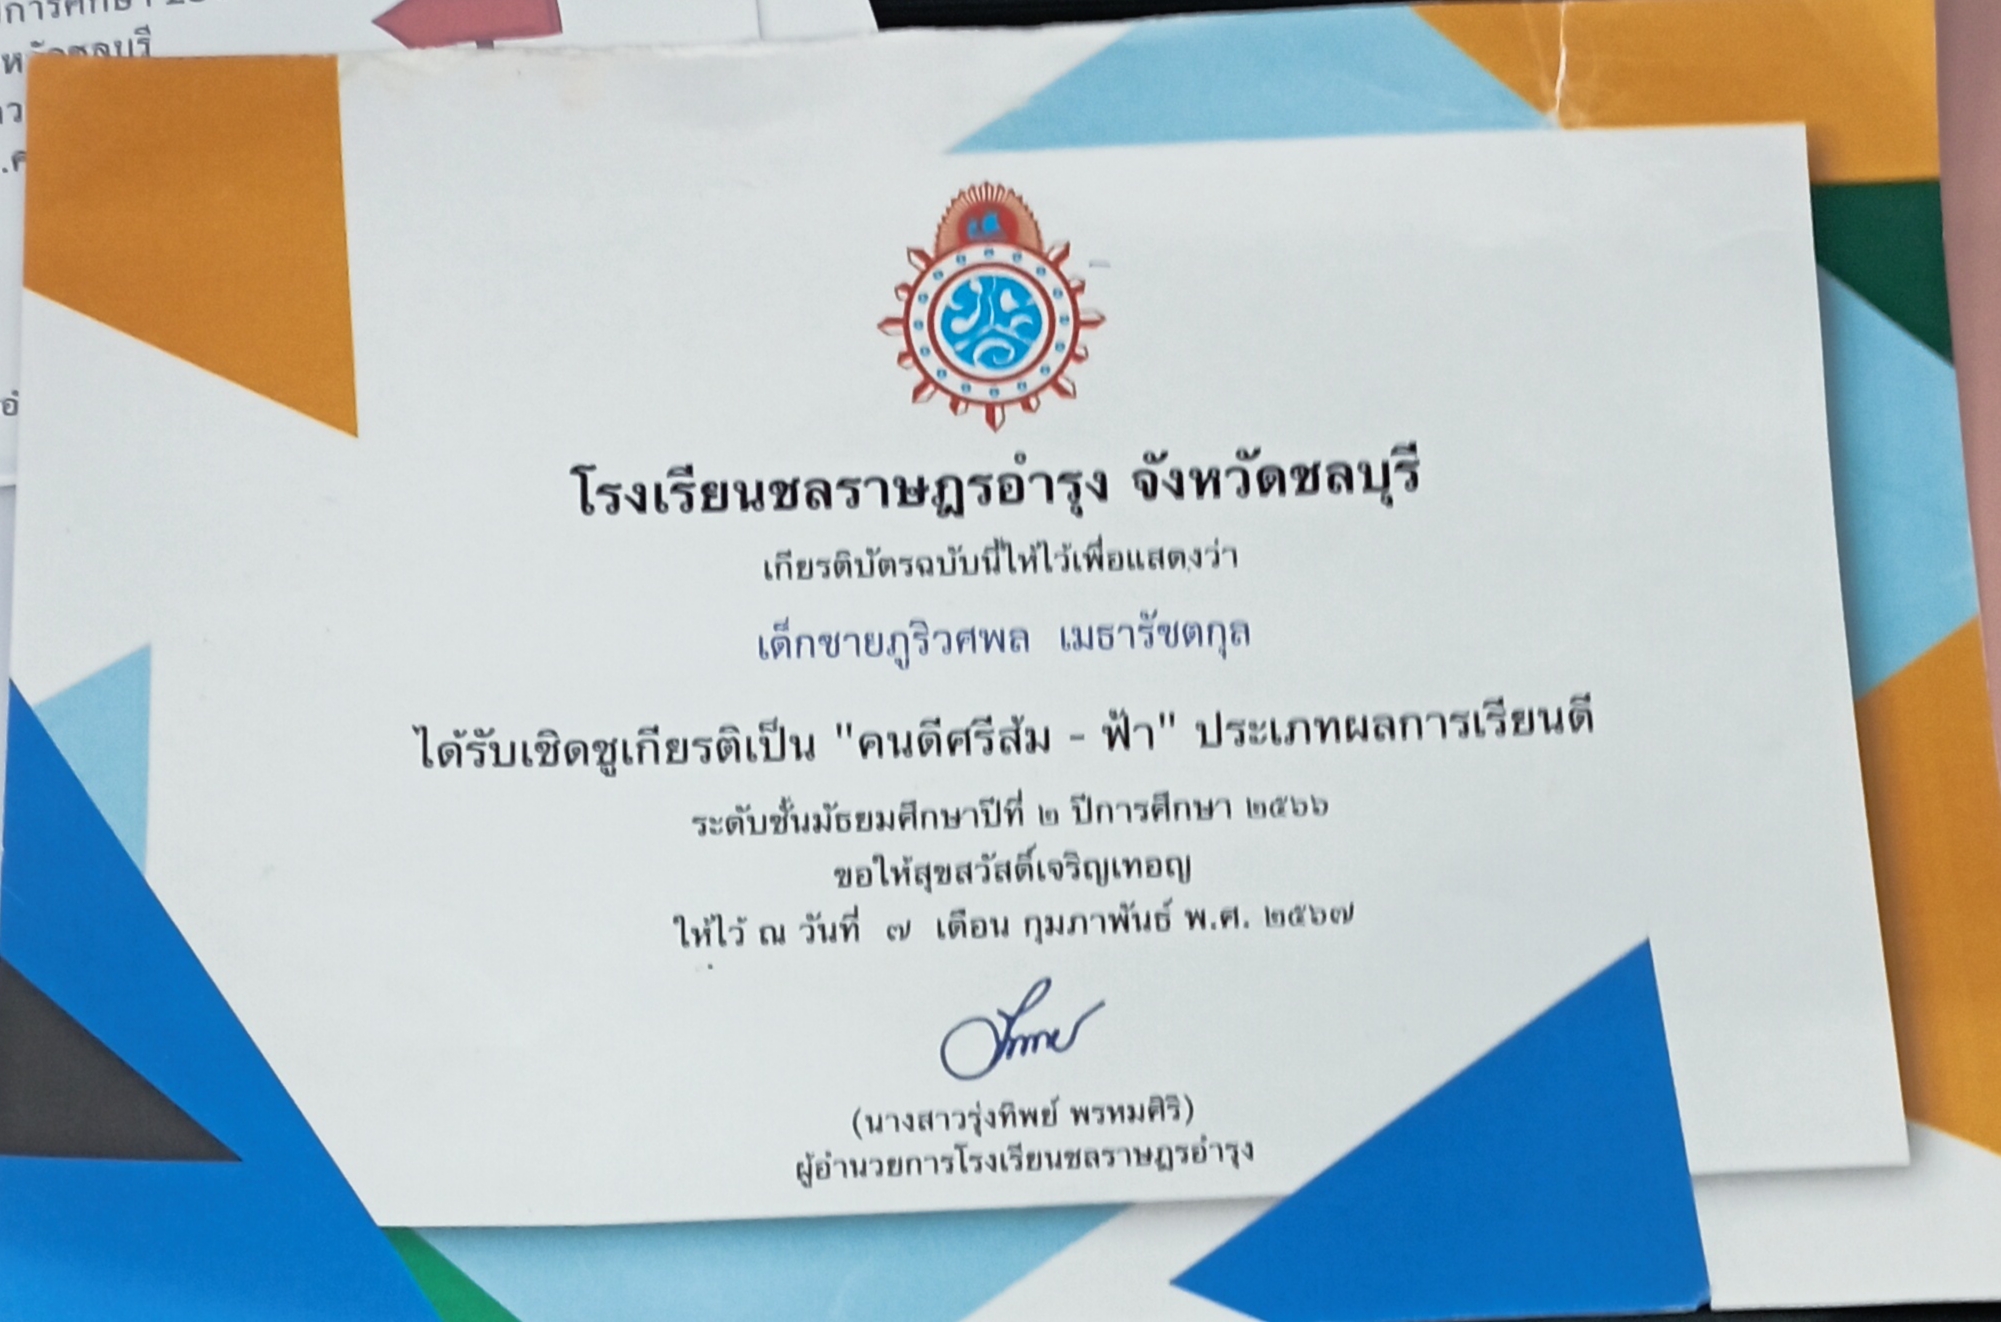 หวัดชลบุรี
โรงเรียนชลราษฎรอำรุง จังหวัดชลบุรี
เกียรติบัตรฉบับนี้ให้ไว้เพื่อแสดงว่า
เด็กชายภูริวศพล เมธารัชตกุล
ได้รับเชิดชูเกียรติเป็น "คนดีศรีส้ม - ฟ้า" ประเภทผลการเรียนดี
ระดับชั้นมัธยมศึกษาปีที่ ๒ ปีการศึกษา ๒๕๖๖
ขอให้สุขสวัสดิ์เจริญเทอญ
ให้ไว้ ณ วันที่ ๗ เดือน กุมภาพันธ์ พ.ศ. ๒๕๖๗
(นางสาวรุ่งทิพย์ พรหมศิริ)
ผู้อำนวยการโรงเรียนชลราษฎรอำรุง